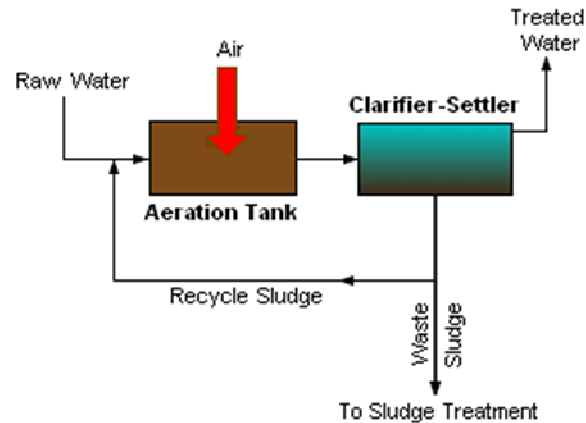 Treated
Water
Air
Raw Water
Clarifier-Settler
Aeration Tank
Recycle Sludge
Waste
Sludge
To Sludge Treatment